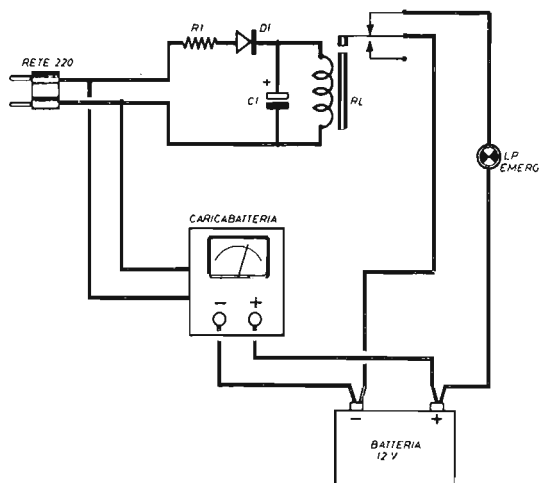 R1
D1
RETE 220
+
C1
RL
LP
EMERG
CARICABATTERIA
- +
- +
BATTERIA
12 V